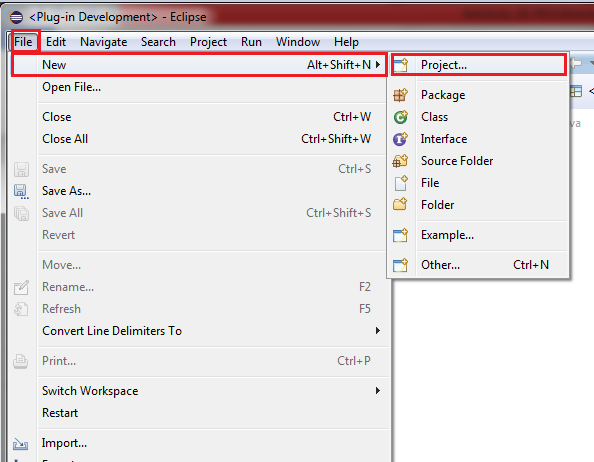 <Plug-in Development> - Eclipse
File Edit Navigate Search Project Run Window Help
New Alt+Shift+N
Open File...
Close Ctrl+W
Close All Ctrl+Shift+W
Save Ctrl+S
Save As...
Save All Ctrl+Shift+S
Revert
Move...
Rename... F2
Refresh F5
Convert Line Delimiters To
Print... Ctrl+P
Switch Workspace
Restart
Import...
Project...
Package
Class
Interface
Source Folder
File
Folder
Example...
Other... Ctrl+N